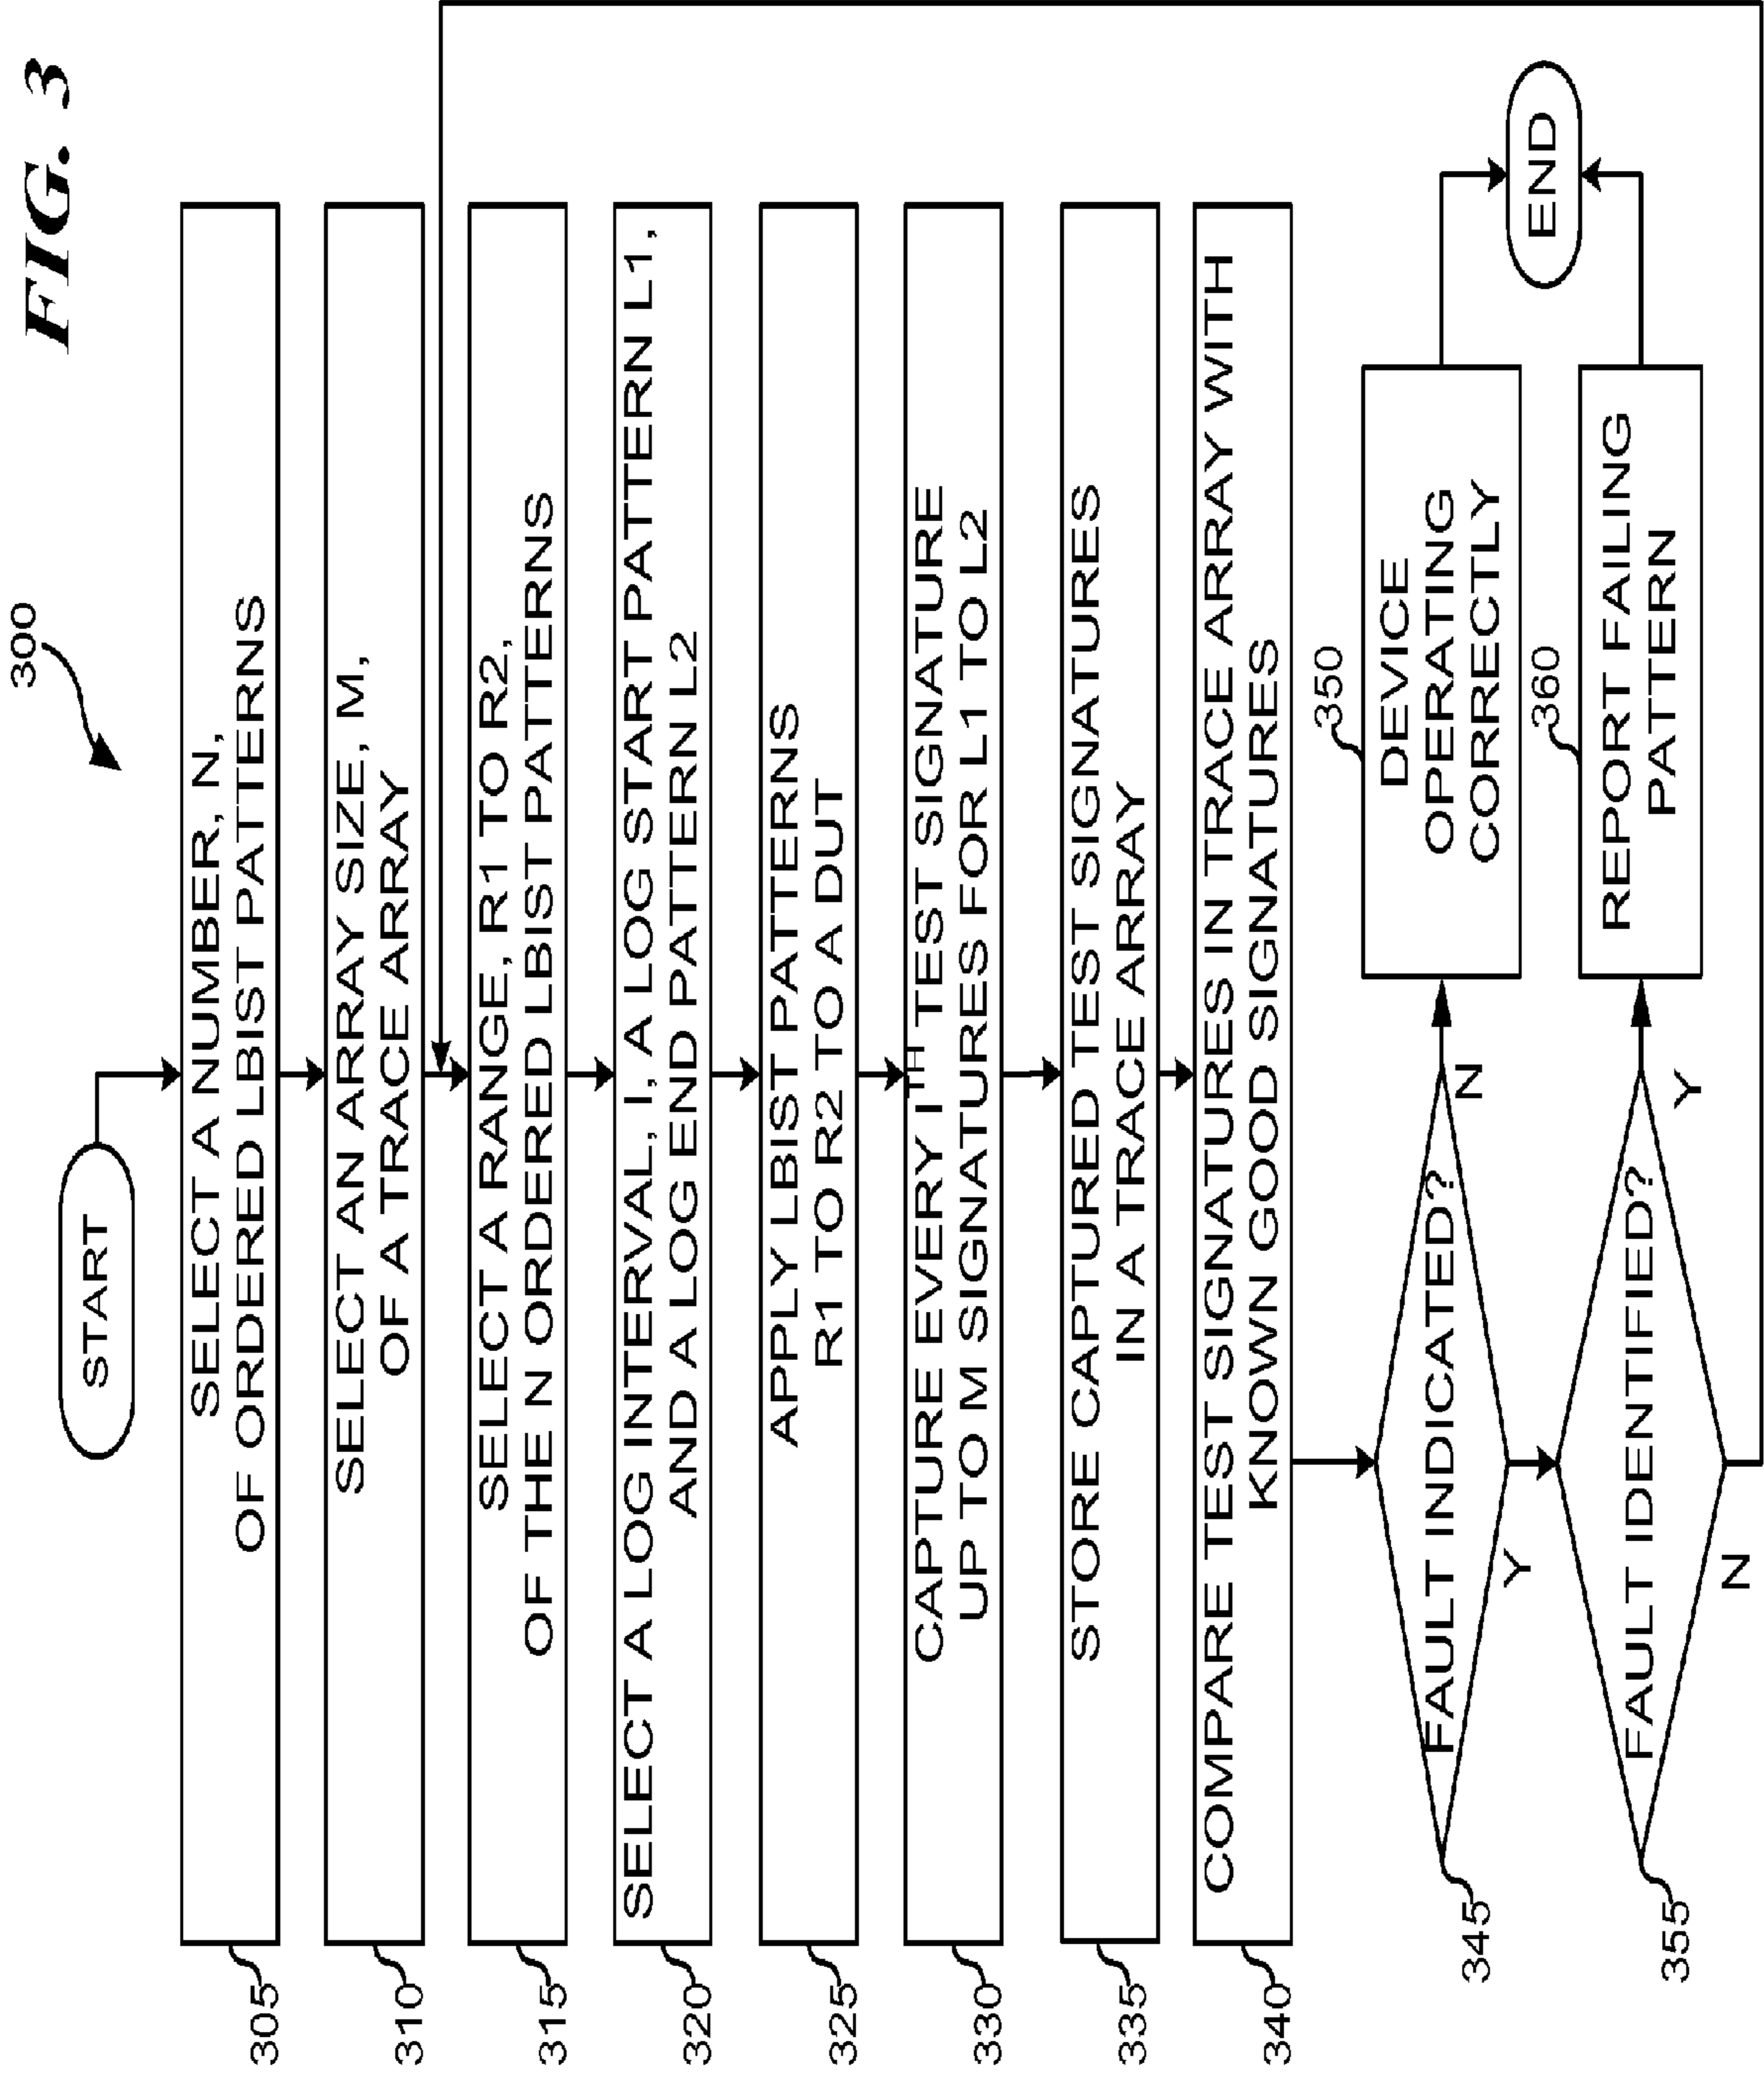 FIG. 3
300
START
305
SELECT A NUMBER, N,
OF ORDERED LBIST PATTERNS
310
SELECT AN ARRAY SIZE, M,
OF A TRACE ARRAY
315
SELECT A RANGE, R1 TO R2,
OF THE N ORDERED LBIST PATTERNS
320
SELECT A LOG INTERVAL, I, A LOG START PATTERN L1,
AND A LOG END PATTERN L2
325
APPLY LBIST PATTERNS
R1 TO R2 TO A DUT
330
CAPTURE EVERY ITH TEST SIGNATURE
UP TO M SIGNATURES FOR L1 TO L2
335
STORE CAPTURED TEST SIGNATURES
IN A TRACE ARRAY
340
COMPARE TEST SIGNATURES IN TRACE ARRAY WITH
KNOWN GOOD SIGNATURES
345
FAULT INDICATED?
N
Y
350
DEVICE
OPERATING
CORRECTLY
355
FAULT IDENTIFIED?
Y
N
360
REPORT FAILING
PATTERN
END